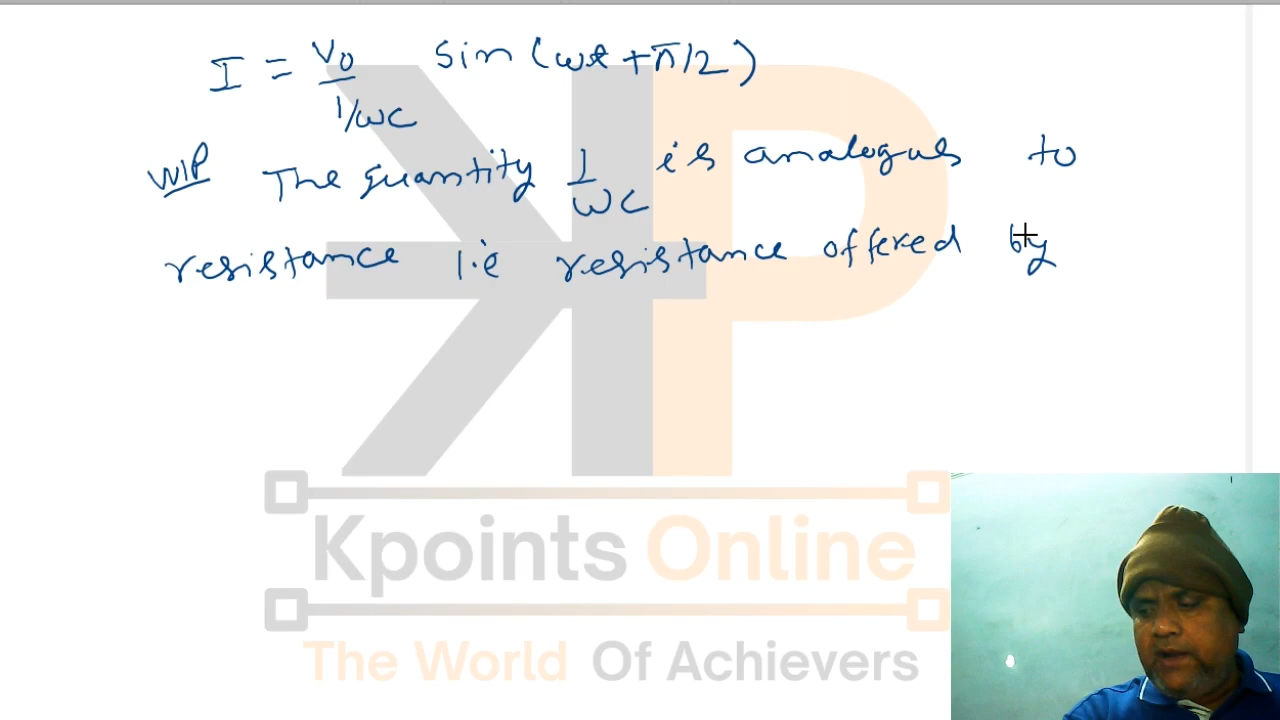 I = V0 / 1/ωC sin(ωt + π/2)
WIP The quantity 1/ωC is analogus to
resistance i.e resistance offered by
Kpoints Online
The World Of Achievers